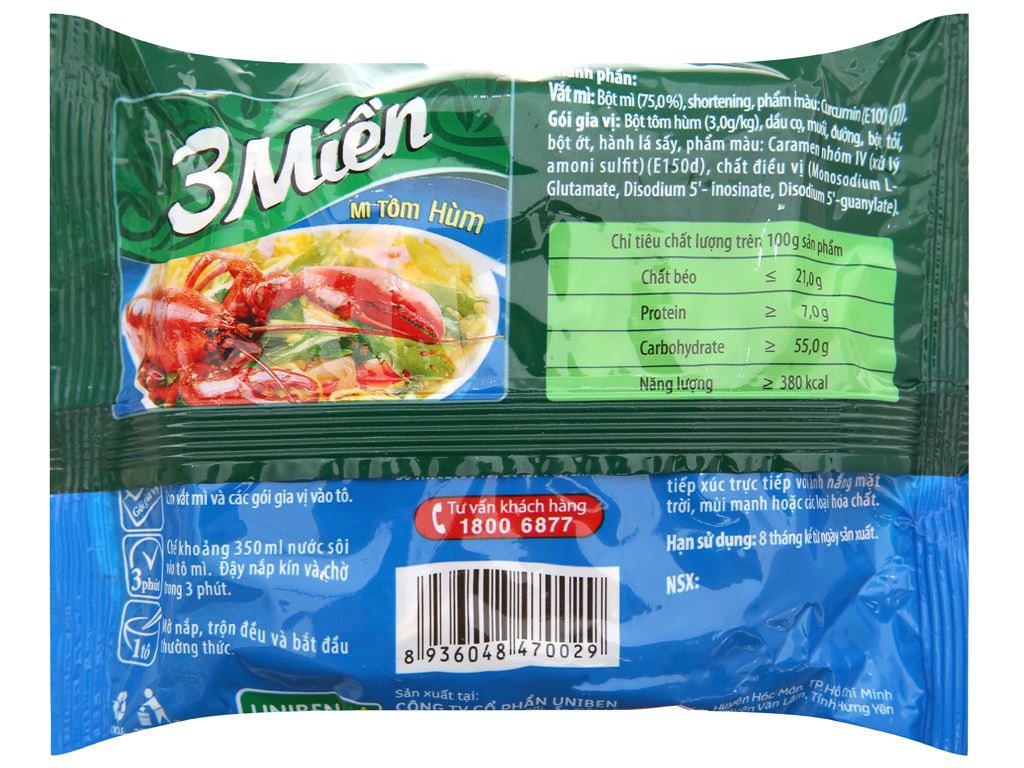 3 Miền
Mì Tôm Hùm
Thành phần:
Vắt mì: Bột mì (75,0%), shortening, phẩm màu: Curcumin (E100) (i)).
Gói gia vị: Bột tôm hùm (3,0g/kg), dầu cọ, muối, đường, bột tỏi,
bột ớt, hành lá sấy, phẩm màu: Caramen nhóm IV (xử lý
amoni sulfit) (E150d), chất điều vị (Monosodium L-
Glutamate, Disodium 5'- inosinate, Disodium 5'-guanylate).
Chỉ tiêu chất lượng trên 100g sản phẩm
Chất béo ≤ 21,0g
Protein ≥ 7,0g
Carbohydrate ≥ 55,0g
Năng lượng ≥ 380 kcal
vắt mì và các gói gia vị vào tô.
3 phút
Chế khoảng 350ml nước sôi
vào tô mì. Đậy nắp kín và chờ
trong 3 phút.
1 tô
Mở nắp, trộn đều và bắt đầu
thưởng thức.
Tư vấn khách hàng
1800 6877
8 936048 470029
tiếp xúc trực tiếp với ánh nắng mặt
trời, mùi mạnh hoặc các loại hóa chất.
Hạn sử dụng: 8 tháng kể từ ngày sản xuất.
NSX:
UNIBEN
Sản xuất tại:
CÔNG TY CỔ PHẦN UNIBEN
Huyện Hóc Môn, TP Hồ Chí Minh
Văn Lâm, Tỉnh Hưng Yên